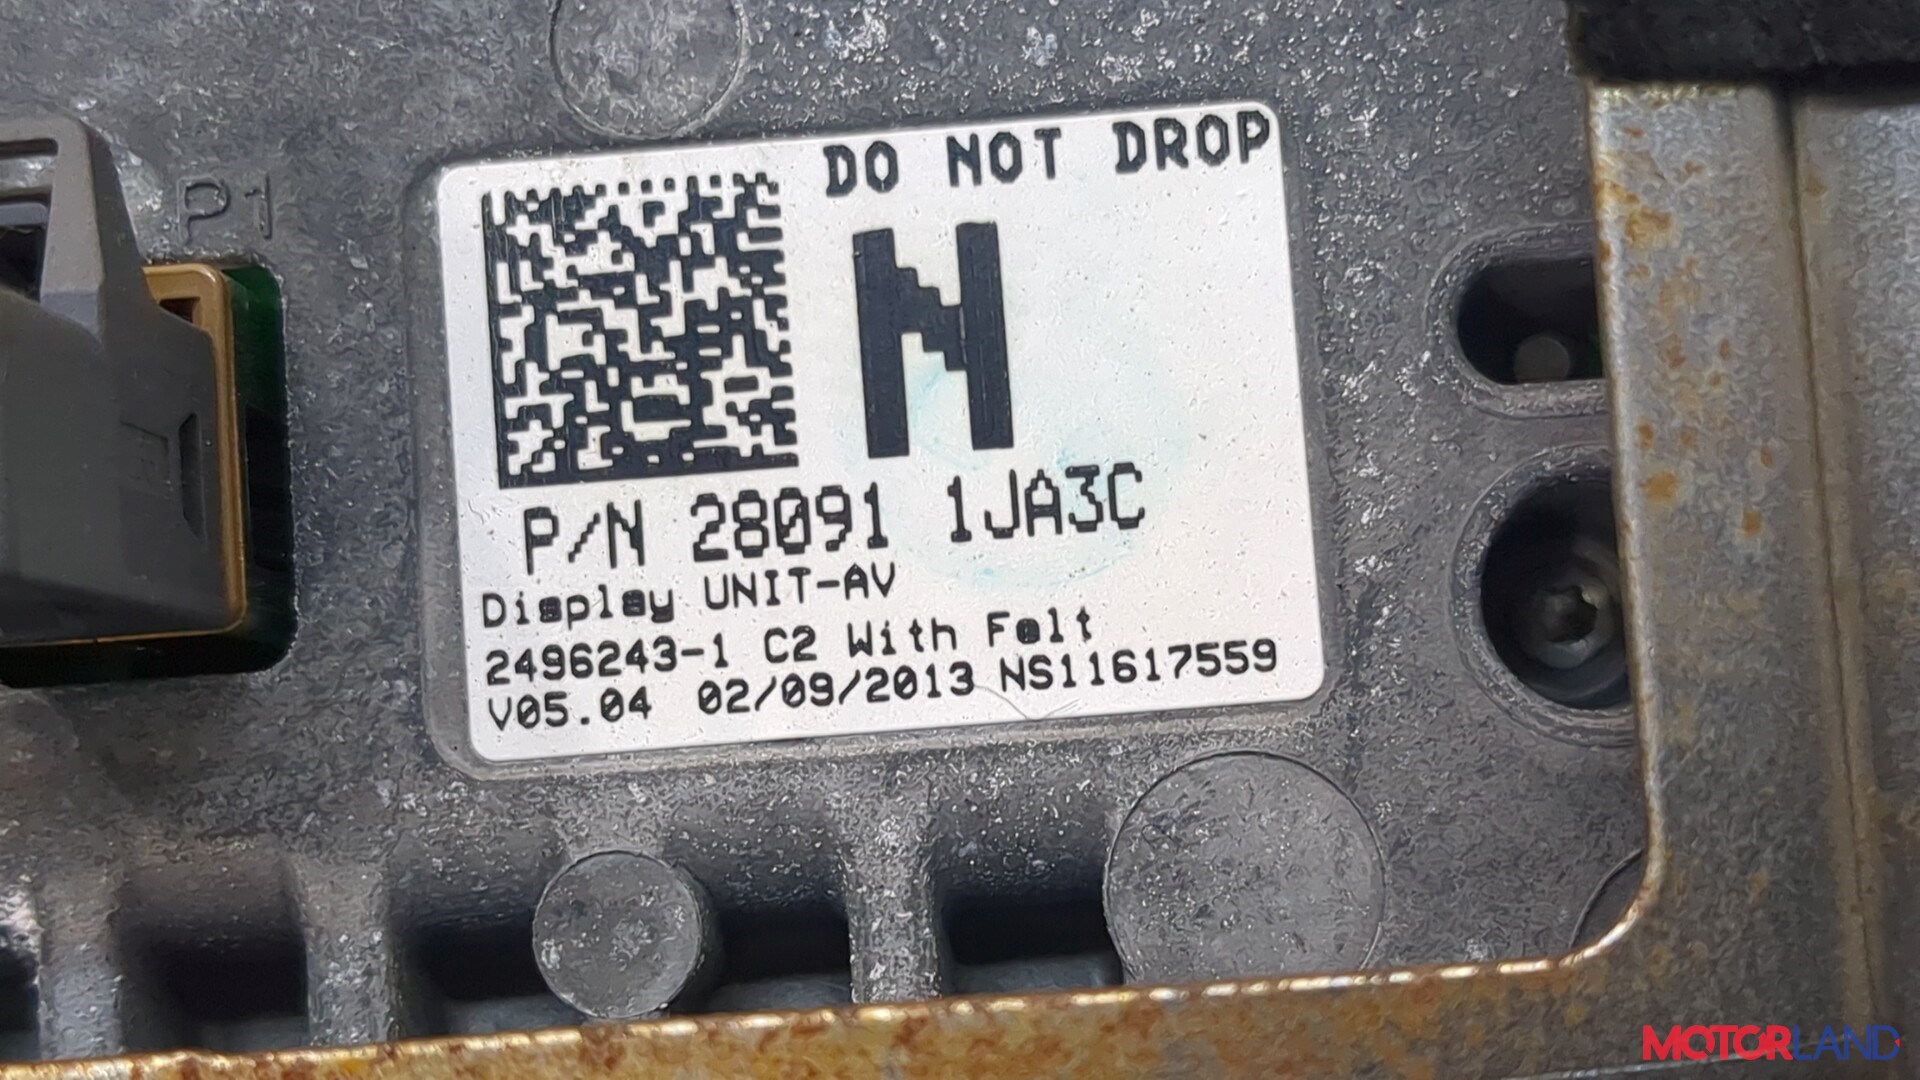 P1
DO NOT DROP
N
P/N 28091 1JA3C
Display UNIT-AV
2496243-1 C2 With Felt
V05.04 02/09/2013 NS11617559
MOTORLAND